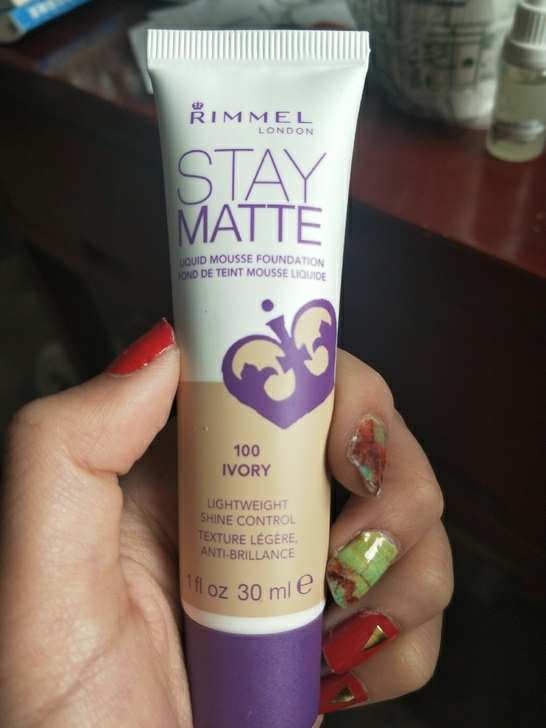 RIMMEL
LONDON
STAY
MATTE
LIQUID MOUSSE FOUNDATION
FOND DE TEINT MOUSSE LIQUIDE
100
IVORY
LIGHTWEIGHT
SHINE CONTROL
TEXTURE LÉGÈRE,
ANTI-BRILLANCE
1 fl oz 30 ml e